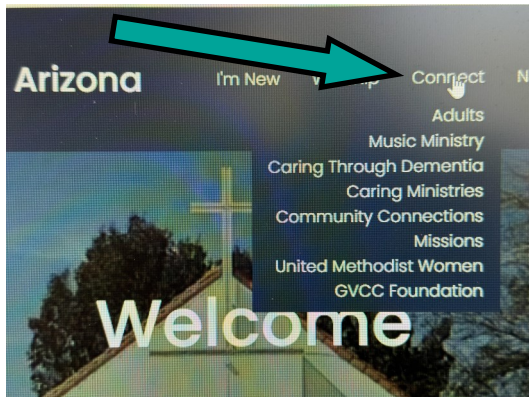 Arizona
I'm New Connect N
Adults
Music Ministry
Caring Through Dementia
Caring Ministries
Community Connections
Missions
United Methodist Women
GVCC Foundation
Welcome